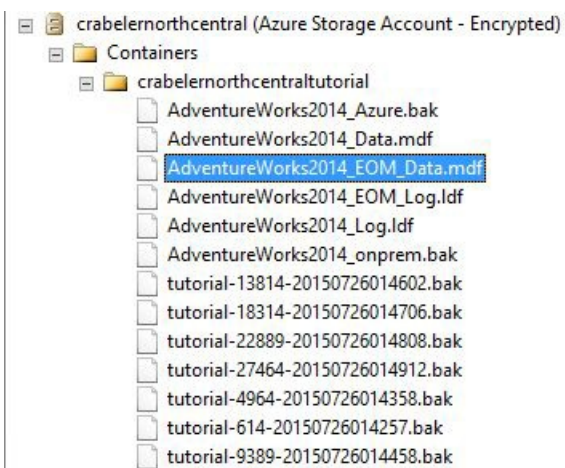 crabelernorthcentral (Azure Storage Account - Encrypted)
Containers
crabelernorthcentraltutorial
AdventureWorks2014_Azure.bak
AdventureWorks2014_Data.mdf
AdventureWorks2014_EOM_Data.mdf
AdventureWorks2014_EOM_Log.ldf
AdventureWorks2014_Log.ldf
AdventureWorks2014_onprem.bak
tutorial-13814-20150726014602.bak
tutorial-18314-20150726014706.bak
tutorial-22889-20150726014808.bak
tutorial-27464-20150726014912.bak
tutorial-4964-20150726014358.bak
tutorial-614-20150726014257.bak
tutorial-9389-20150726014458.bak